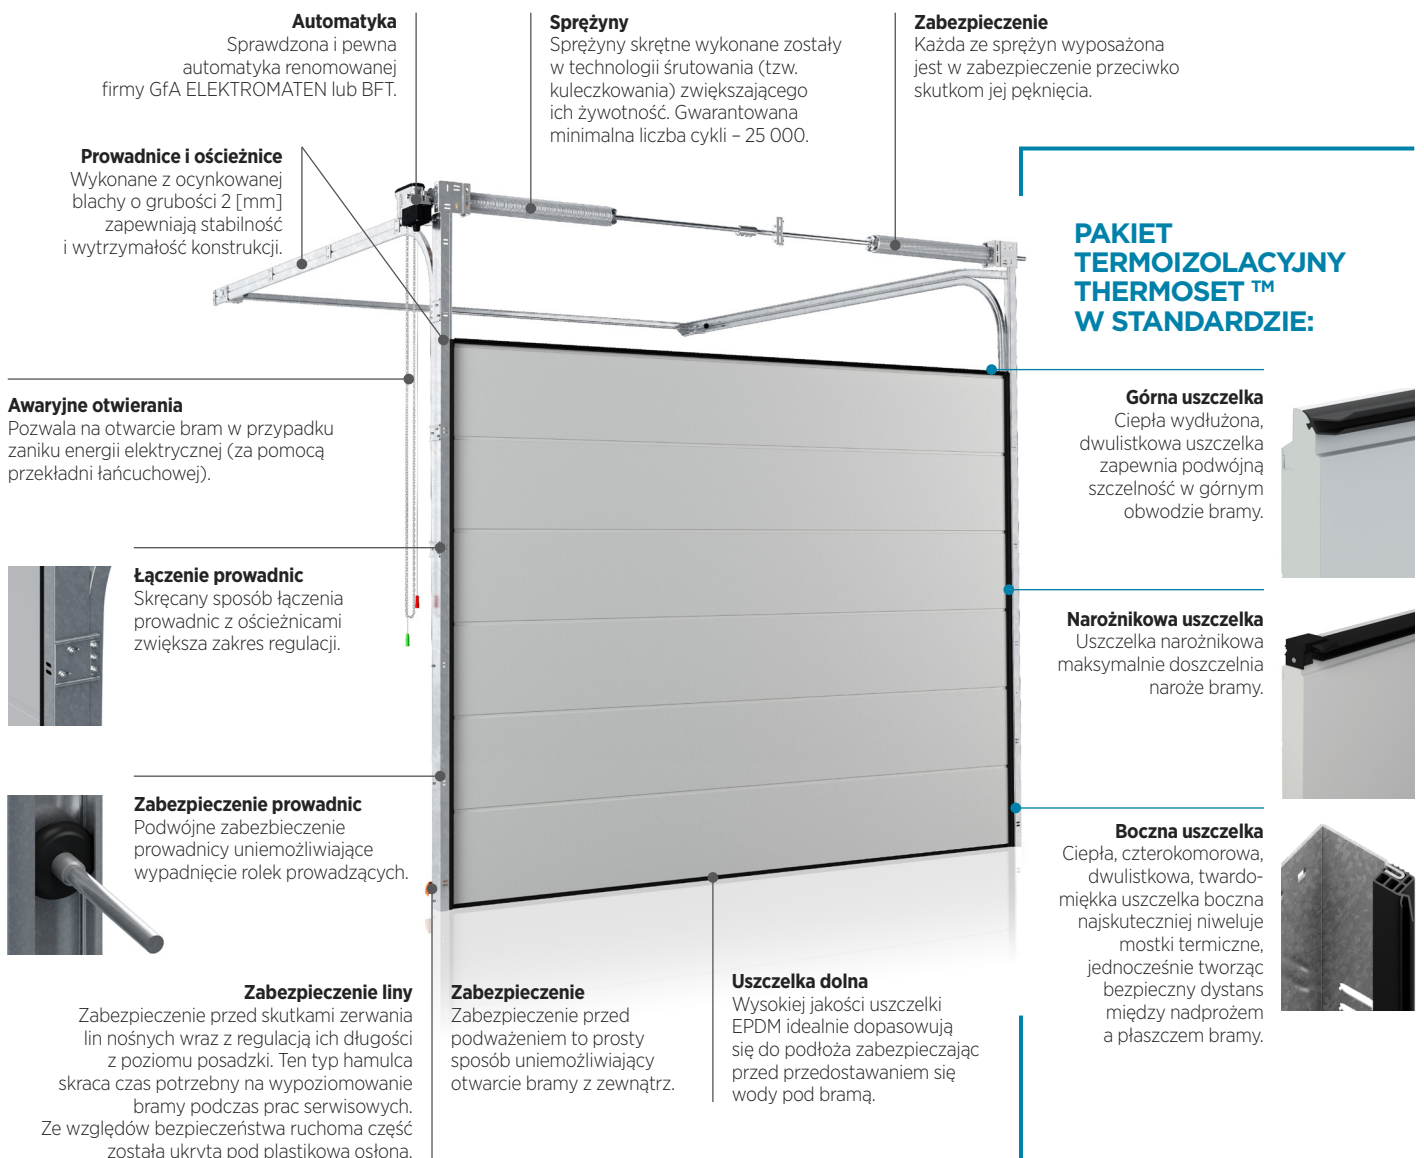 Automatyka
Sprawdzona i pewna
automatyka renomowanej
firmy GfA ELEKTROMATEN lub BFT.
Sprężyny
Sprężyny skrętne wykonane zostały
w technologii śrutowania (tzw.
kuleczkowania) zwiększającego
ich żywotność. Gwarantowana
minimalna liczba cykli – 25 000.
Zabezpieczenie
Każda ze sprężyn wyposażona
jest w zabezpieczenie przeciwko
skutkom jej pęknięcia.
Prowadnice i ościeżnice
Wykonane z ocynkowanej
blachy o grubości 2 [mm]
zapewniają stabilność
i wytrzymałość konstrukcji.
PAKIET
TERMOIZOLACYJNY
THERMOSET ™
W STANDARDZIE:
Awaryjne otwierania
Pozwala na otwarcie bram w przypadku
zaniku energii elektrycznej (za pomocą
przekładni łańcuchowej).
Górna uszczelka
Ciepła wydłużona,
dwulistkowa uszczelka
zapewnia podwójną
szczelność w górnym
obwodzie bramy.
Łączenie prowadnic
Skręcany sposób łączenia
prowadnic z ościeżnicami
zwiększa zakres regulacji.
Narożnikowa uszczelka
Uszczelka narożnikowa
maksymalnie doszczelnia
naroże bramy.
Zabezpieczenie prowadnic
Podwójne zabezbieczenie
prowadnicy uniemożliwiające
wypadnięcie rolek prowadzących.
Boczna uszczelka
Ciepła, czterokomorowa,
dwulistkowa, twardo-
miękka uszczelka boczna
najskuteczniej niweluje
mostki termiczne,
jednocześnie tworząc
bezpieczny dystans
między nadprożem
a płaszczem bramy.
Zabezpieczenie liny
Zabezpieczenie przed skutkami zerwania
lin nośnych wraz z regulacją ich długości
z poziomu posadzki. Ten typ hamulca
skraca czas potrzebny na wypoziomowanie
bramy podczas prac serwisowych.
Ze względów bezpieczeństwa ruchoma część
została ukryta pod plastikową osłoną.
Zabezpieczenie
Zabezpieczenie przed
podważeniem to prosty
sposób uniemożliwiający
otwarcie bramy z zewnątrz.
Uszczelka dolna
Wysokiej jakości uszczelki
EPDM idealnie dopasowują
się do podłoża zabezpieczając
przed przedostawaniem się
wody pod bramą.